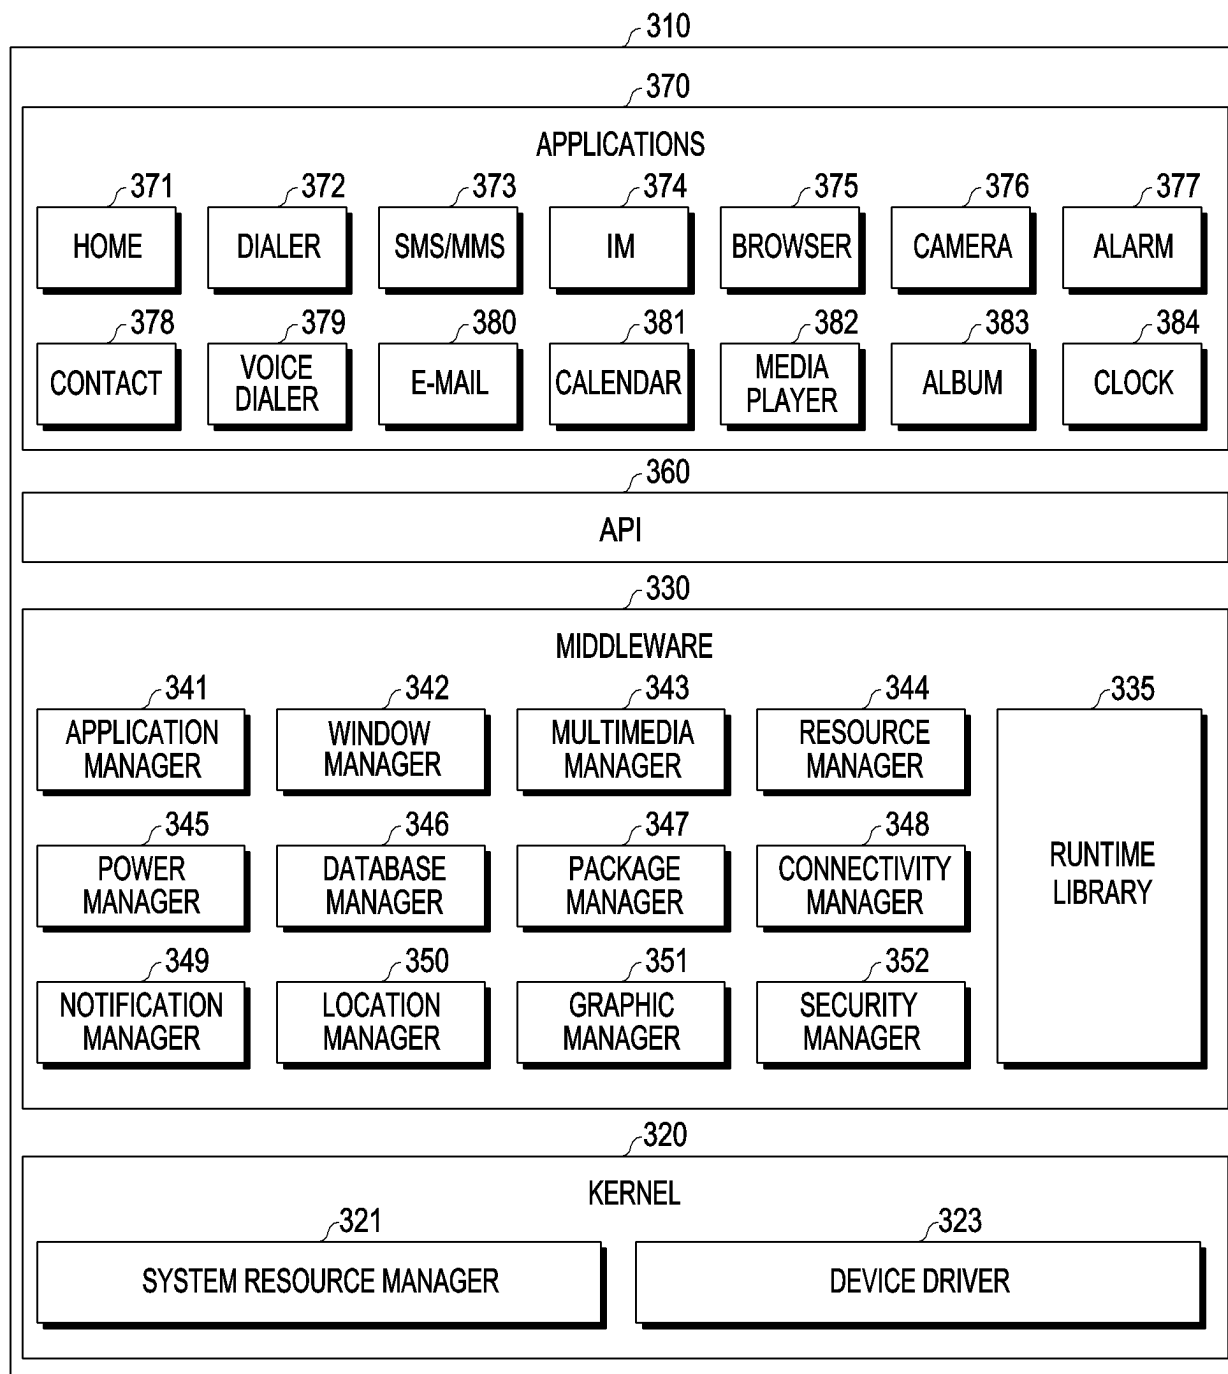 310
370
APPLICATIONS
371 372 373 374 375 376 377
HOME DIALER SMS/MMS IM BROWSER CAMERA ALARM
378 379 380 381 382 383 384
CONTACT VOICE DIALER E-MAIL CALENDAR MEDIA PLAYER ALBUM CLOCK
360
API
330
MIDDLEWARE
341 342 343 344 335
APPLICATION MANAGER WINDOW MANAGER MULTIMEDIA MANAGER RESOURCE MANAGER
345 346 347 348
POWER MANAGER DATABASE MANAGER PACKAGE MANAGER CONNECTIVITY MANAGER RUNTIME LIBRARY
349 350 351 352
NOTIFICATION MANAGER LOCATION MANAGER GRAPHIC MANAGER SECURITY MANAGER
320
KERNEL
321 323
SYSTEM RESOURCE MANAGER DEVICE DRIVER